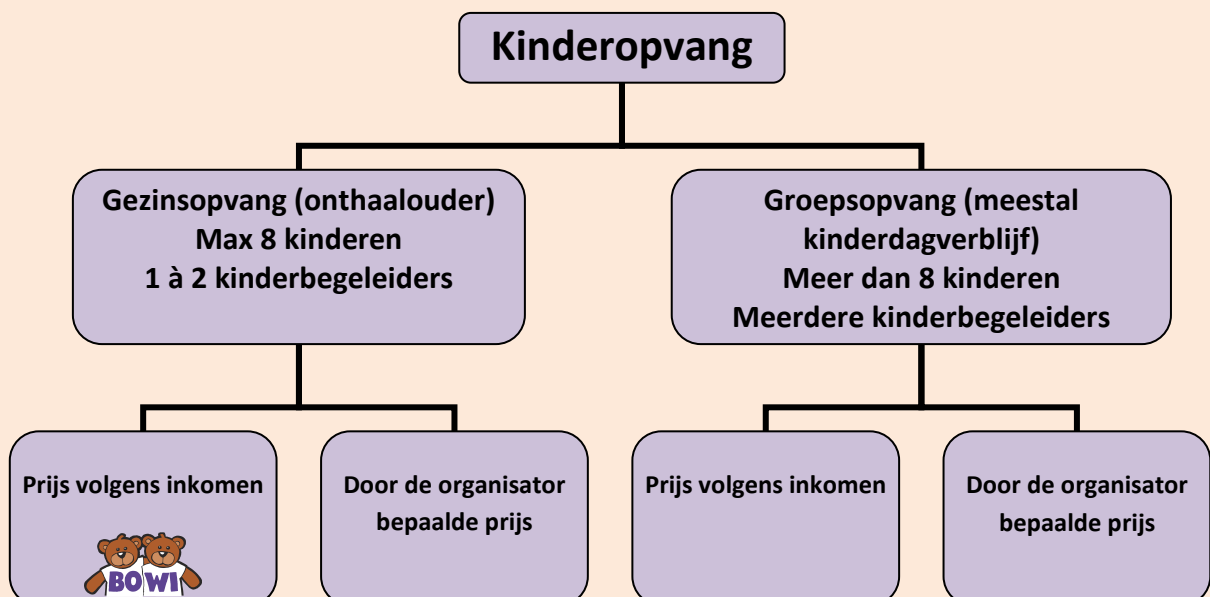 Kinderopvang
Gezinsopvang (onthaalouder)
Max 8 kinderen
1 à 2 kinderbegeleiders
Groepsopvang (meestal
kinderdagverblijf)
Meer dan 8 kinderen
Meerdere kinderbegeleiders
Prijs volgens inkomen
BOWI
Door de organisator
bepaalde prijs
Prijs volgens inkomen
Door de organisator
bepaalde prijs